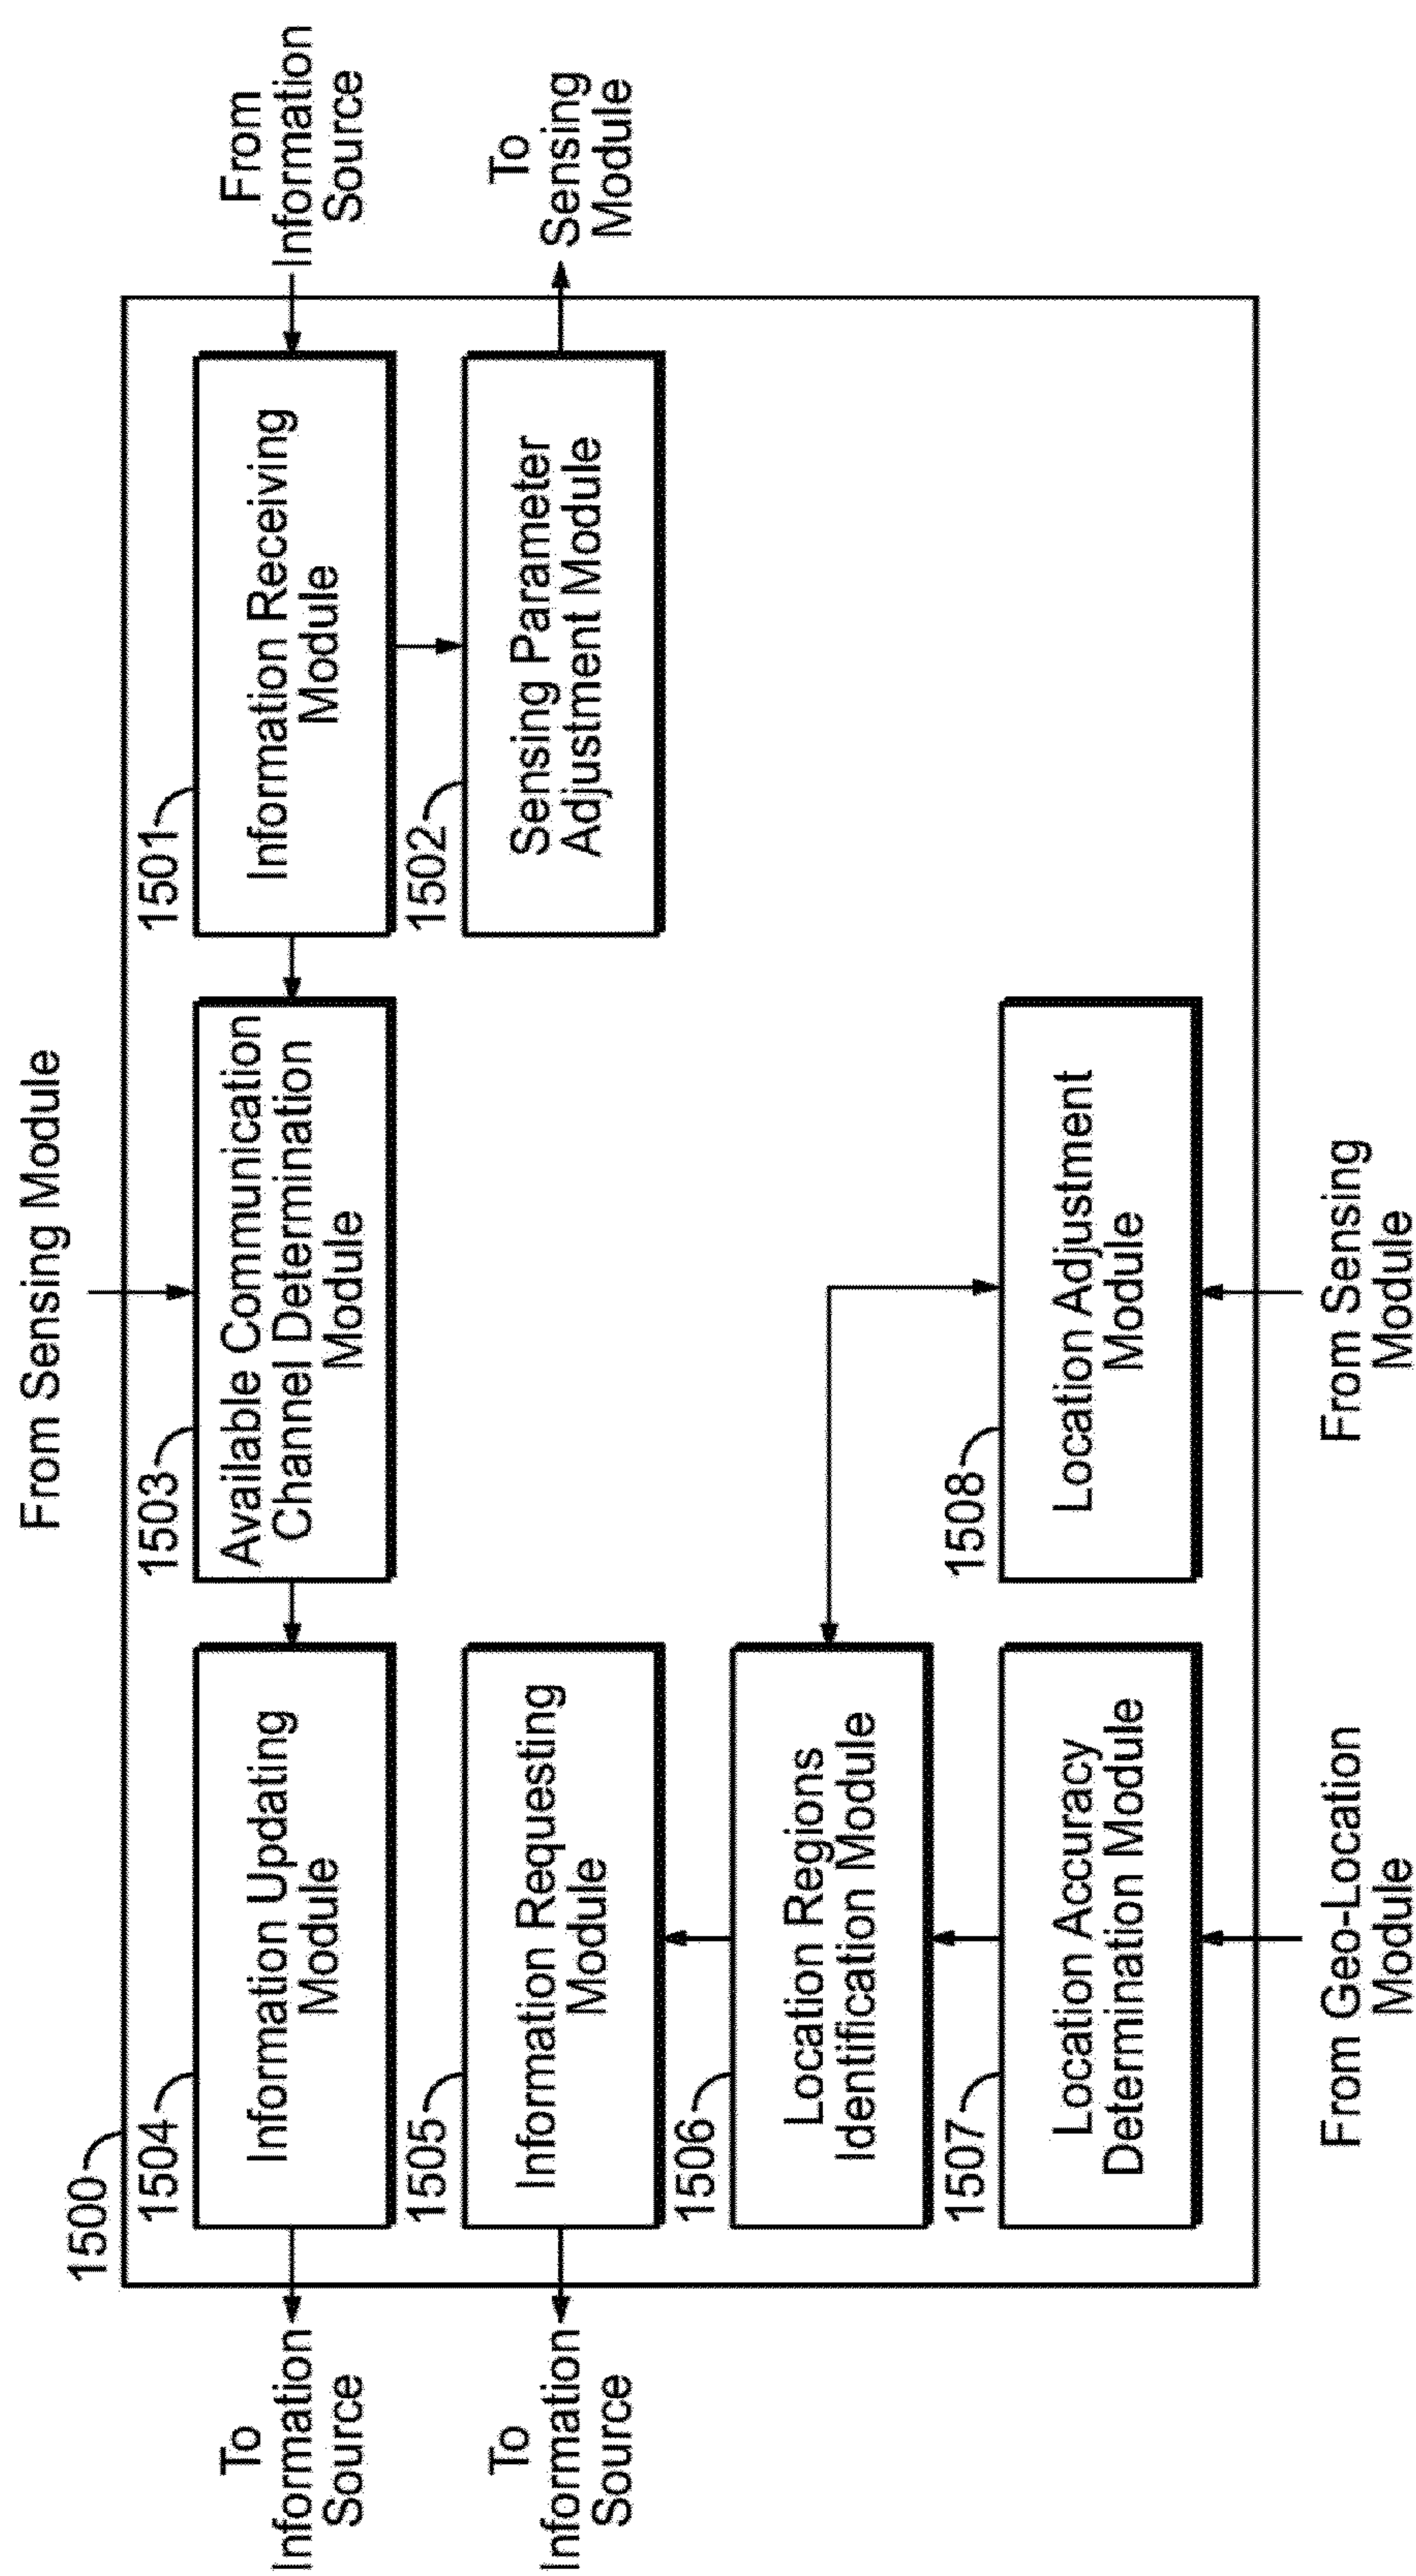 From Sensing Module
1500
1504
Information Updating
Module
1503
Available Communication
Channel Determination
Module
1501
Information Receiving
Module
From
Information
Source
To
Information
Source
1505
Information Requesting
Module
1502
Sensing Parameter
Adjustment Module
To
Sensing
Module
To
Information
Source
1506
Location Regions
Identification Module
1507
Location Accuracy
Determination Module
1508
Location Adjustment
Module
From Geo-Location
Module
From Sensing
Module